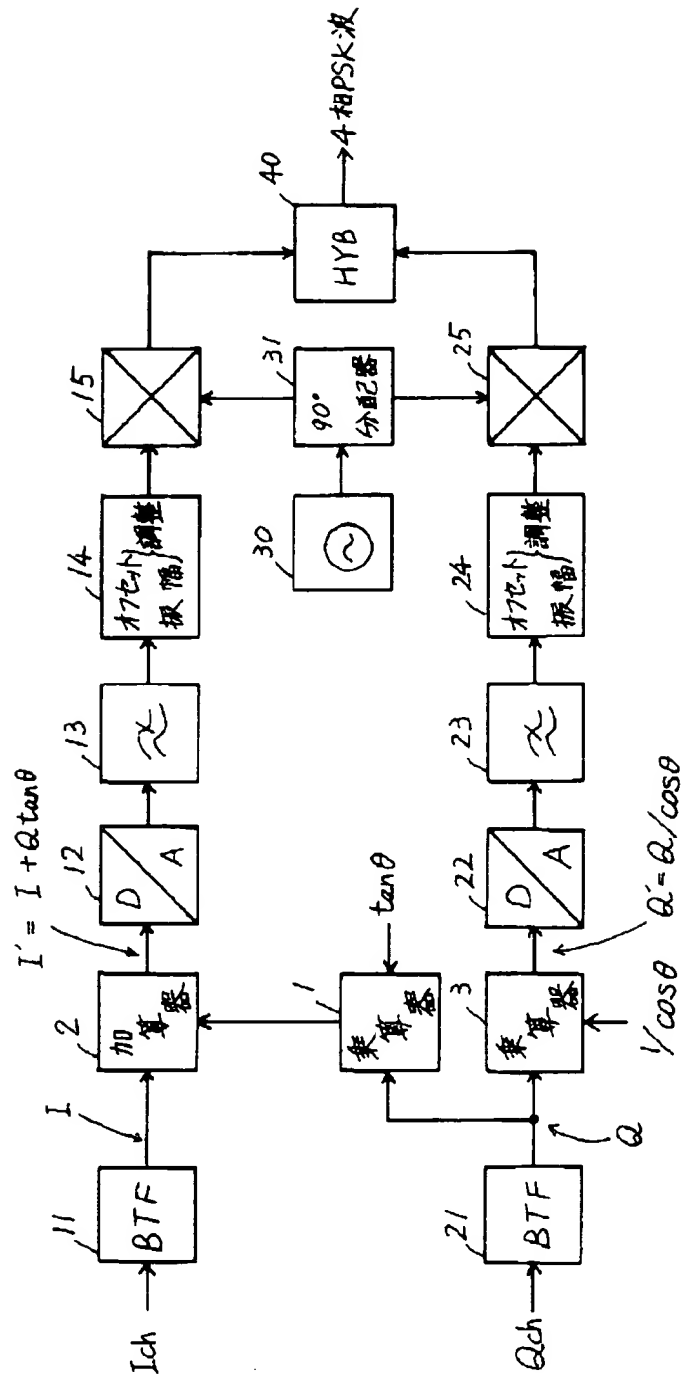 Ich
11
BTF
I
2
加算器
I′ = I + Q tanθ
12
D
A
13
14
オフセット
振幅
調整
15
30
31
90°
分配器
40
HYB
4相PSK波
1
乗算器
tanθ
Qch
21
BTF
Q
3
乗算器
1/cosθ
Q′ = Q/cosθ
22
D
A
23
24
オフセット
振幅
調整
25